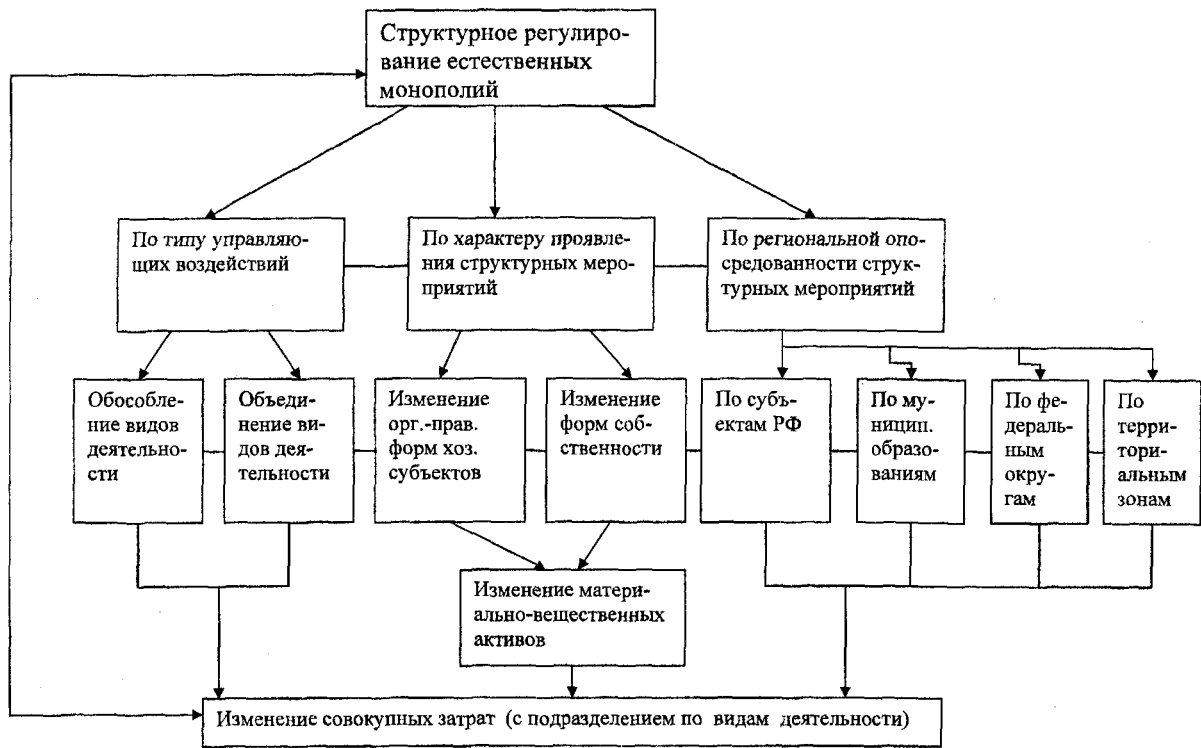 Структурное регулиро-
вание естественных
монополий
По типу управляю-
щих воздействий
По характеру проявле-
ния структурных меро-
приятий
По региональной опо-
средованности струк-
турных мероприятий
Обособле-
ние видов
деятельно-
сти
Объеди-
нение ви-
дов дея-
тельности
Изменение
орг.-прав.
форм хоз.
субъектов
Изменение
форм соб-
ственности
По субъ-
ектам РФ
По му-
ницип.
образо-
ваниям
По фе-
дераль-
ным
окру-
гам
По
терри-
тори-
альным
зонам
Изменение матери-
ально-вещественных
активов
Изменение совокупных затрат (с подразделением по видам деятельности)